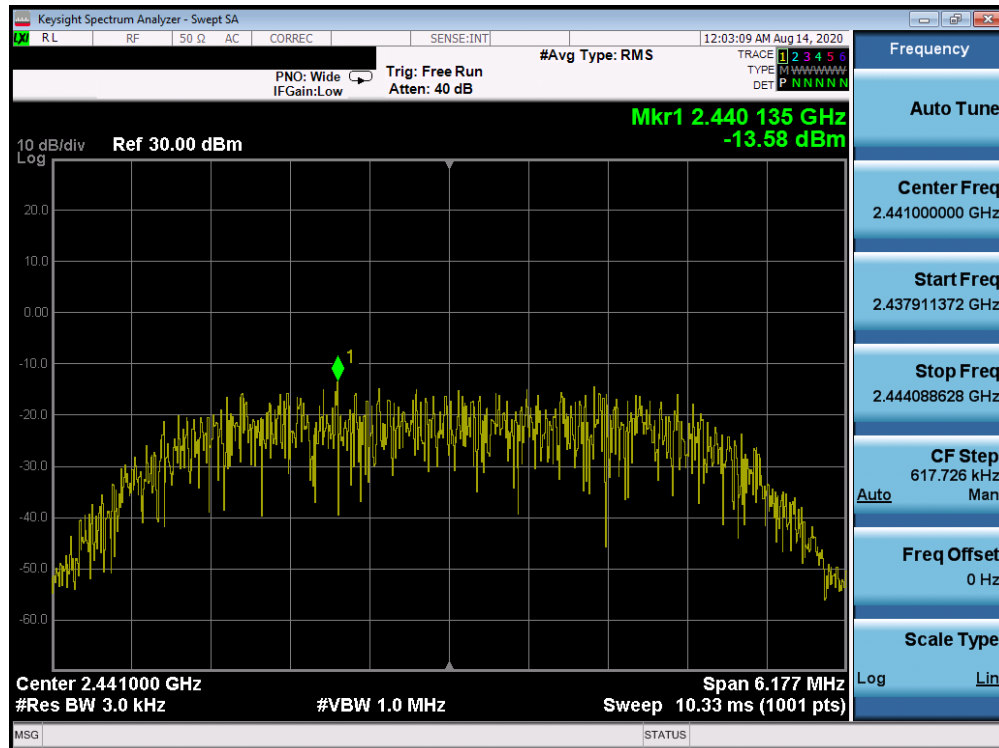 Keysight Spectrum Analyzer - Swept SA
LXI RL RF 50 Ω AC CORREC SENSE:INT 12:03:09 AM Aug 14, 2020
#Avg Type: RMS TRACE 1 2 3 4 5 6
PNO: Wide Trig: Free Run TYPE M W W W W W
IFGain:Low Atten: 40 dB DET P N N N N N
Mkr1 2.440 135 GHz
-13.58 dBm
10 dB/div Ref 30.00 dBm
Log
20.0
10.0
0.00
1
-10.0
-20.0
-30.0
-40.0
-50.0
-60.0
Center 2.441000 GHz Span 6.177 MHz
#Res BW 3.0 kHz #VBW 1.0 MHz Sweep 10.33 ms (1001 pts)
MSG STATUS
Frequency
Auto Tune
Center Freq
2.441000000 GHz
Start Freq
2.437911372 GHz
Stop Freq
2.444088628 GHz
CF Step
617.726 kHz
Auto Man
Freq Offset
0 Hz
Scale Type
Log Lin